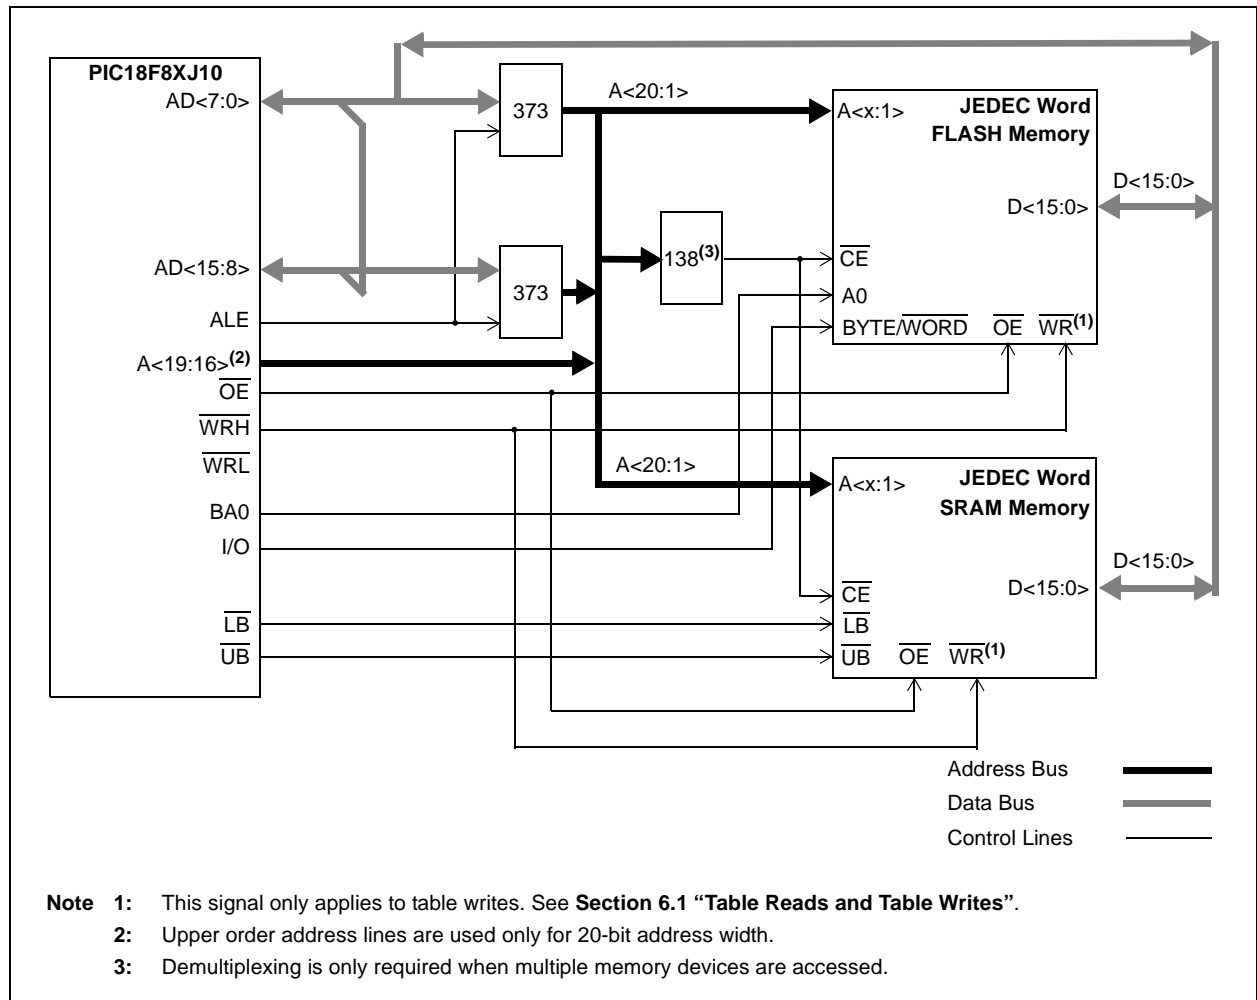 PIC18F8XJ10
AD<7:0>
AD<15:8>
ALE
A<19:16>(2)
OE
WRH
WRL
BA0
I/O
LB
UB
373
373
A<20:1>
138(3)
A<20:1>
JEDEC Word
FLASH Memory
A<x:1>
D<15:0>
CE
A0
BYTE/WORD
OE
WR(1)
D<15:0>
JEDEC Word
SRAM Memory
A<x:1>
D<15:0>
CE
LB
UB
OE
WR(1)
D<15:0>
Address Bus
Data Bus
Control Lines
Note 1: This signal only applies to table writes. See Section 6.1 “Table Reads and Table Writes”.
2: Upper order address lines are used only for 20-bit address width.
3: Demultiplexing is only required when multiple memory devices are accessed.